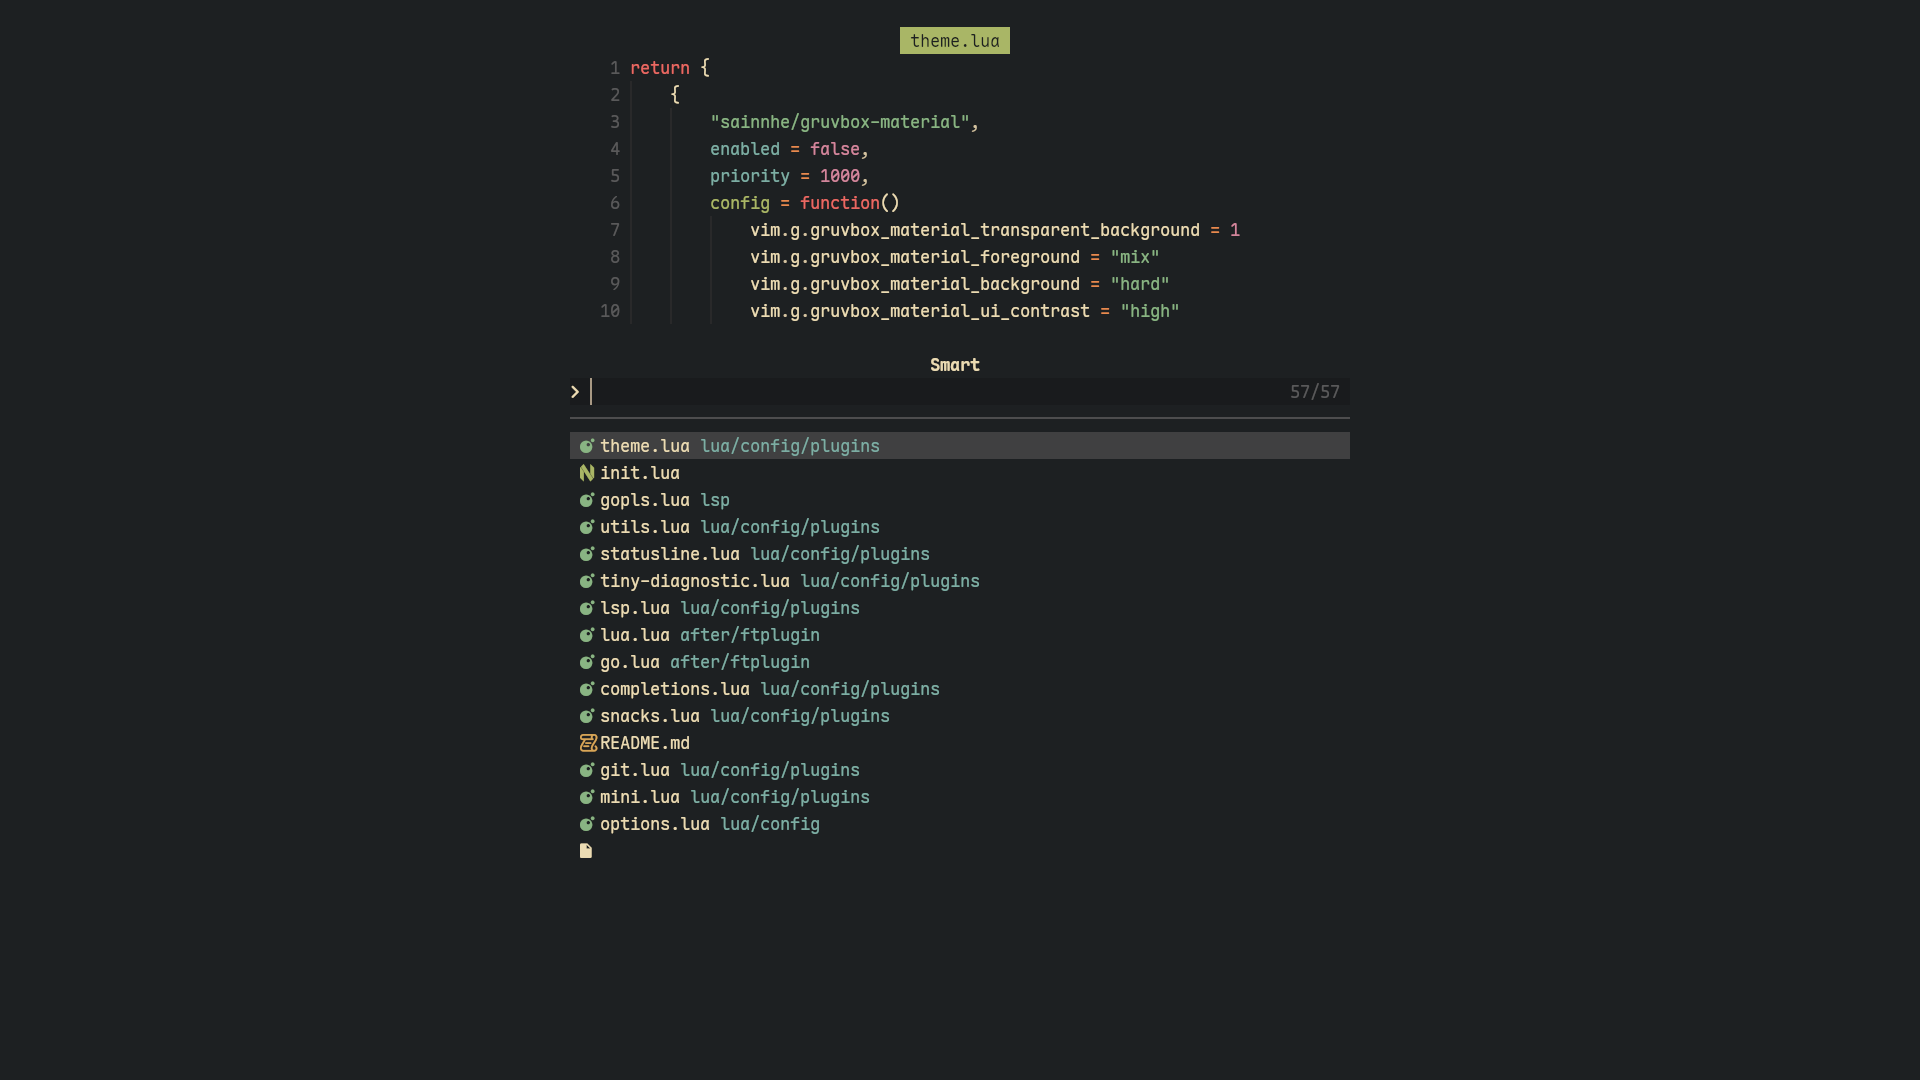 theme.lua
1 return {
2     {
3         "sainnhe/gruvbox-material",
4         enabled = false,
5         priority = 1000,
6         config = function()
7             vim.g.gruvbox_material_transparent_background = 1
8             vim.g.gruvbox_material_foreground = "mix"
9             vim.g.gruvbox_material_background = "hard"
10             vim.g.gruvbox_material_ui_contrast = "high"
Smart
> 57/57
theme.lua lua/config/plugins
init.lua
gopls.lua lsp
utils.lua lua/config/plugins
statusline.lua lua/config/plugins
tiny-diagnostic.lua lua/config/plugins
lsp.lua lua/config/plugins
lua.lua after/ftplugin
go.lua after/ftplugin
completions.lua lua/config/plugins
snacks.lua lua/config/plugins
README.md
git.lua lua/config/plugins
mini.lua lua/config/plugins
options.lua lua/config